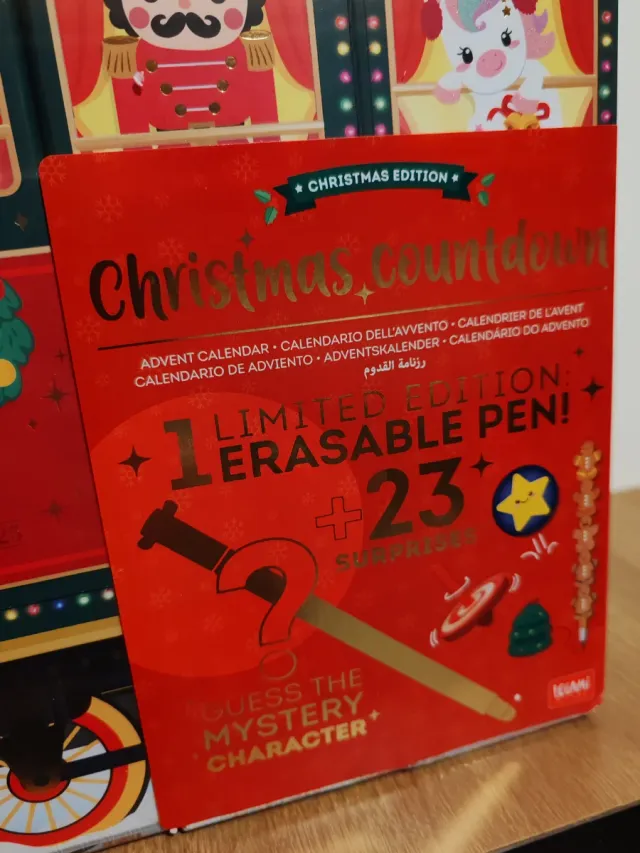 CHRISTMAS EDITION
Christmas countdown
ADVENT CALENDAR • CALENDARIO DELL'AVVENTO • CALENDRIER DE L'AVENT
CALENDARIO DE ADVIENTO • ADVENTSKALENDER • CALENDÁRIO DO ADVENTO
رزنامة القدوم
1 LIMITED EDITION:
ERASABLE PEN!
+23
SURPRISES
?
GUESS THE
MYSTERY
CHARACTER
LEGAMI